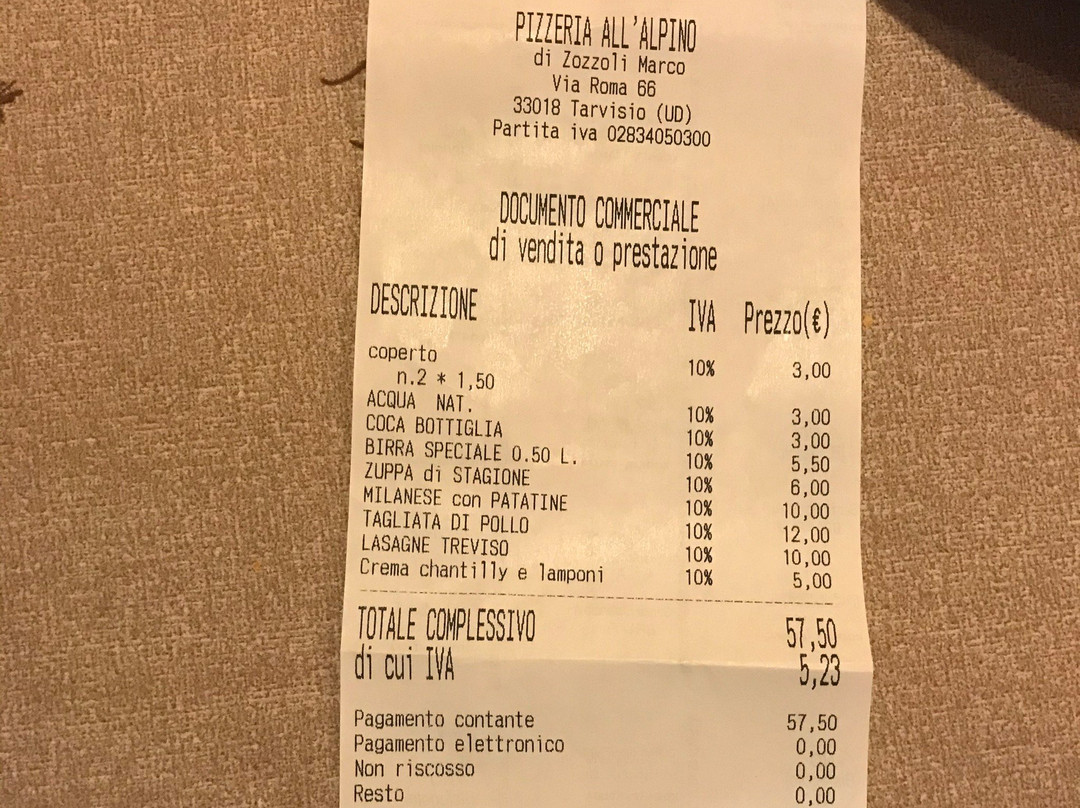 PIZZERIA ALL'ALPINO
di Zozzoli Marco
Via Roma 66
33018 Tarvisio (UD)
Partita iva 02834050300
DOCUMENTO COMMERCIALE
di vendita o prestazione
DESCRIZIONE IVA Prezzo(€)
coperto 10% 3,00
n.2 * 1,50
ACQUA NAT. 10% 3,00
COCA BOTTIGLIA 10% 3,00
BIRRA SPECIALE 0.50 L. 10% 5,50
ZUPPA di STAGIONE 10% 6,00
MILANESE con PATATINE 10% 10,00
TAGLIATA DI POLLO 10% 12,00
LASAGNE TREVISO 10% 10,00
Crema chantilly e lamponi 10% 5,00
TOTALE COMPLESSIVO 57,50
di cui IVA 5,23
Pagamento contante 57,50
Pagamento elettronico 0,00
Non riscosso 0,00
Resto 0,00